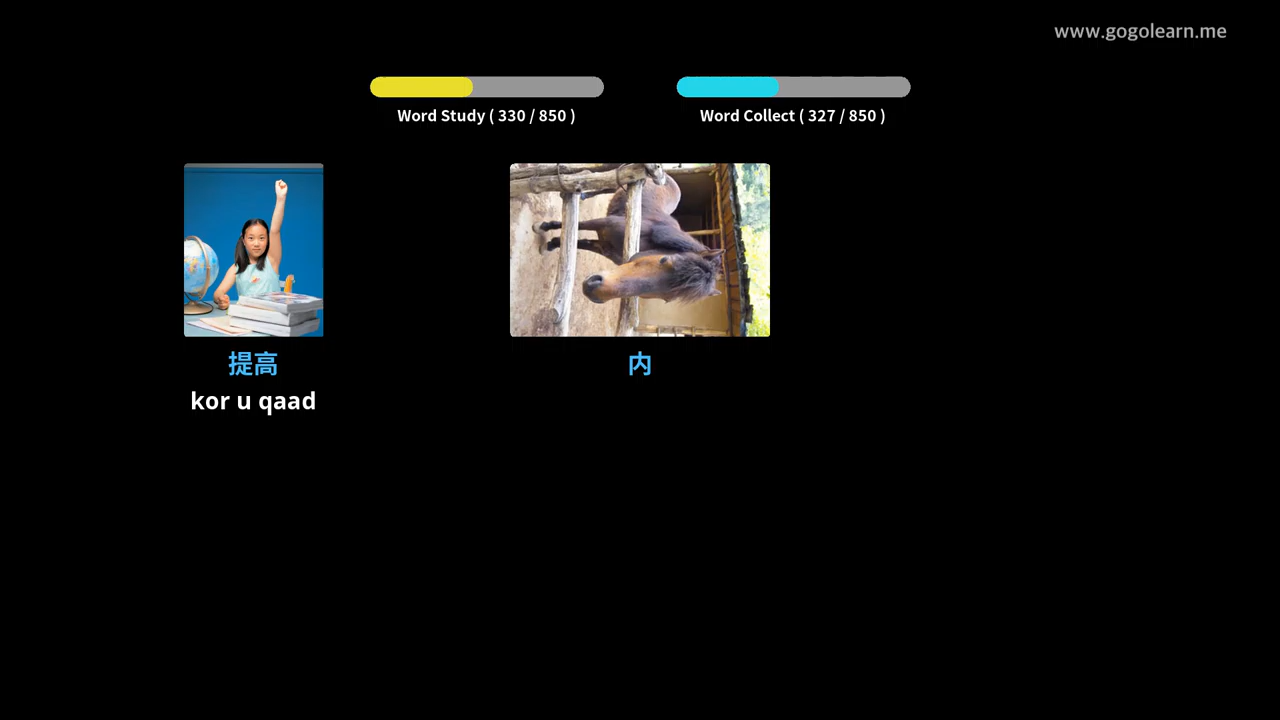 www.gogolearn.me
Word Study ( 330 / 850 )
Word Collect ( 327 / 850 )
提高
kor u qaad
内